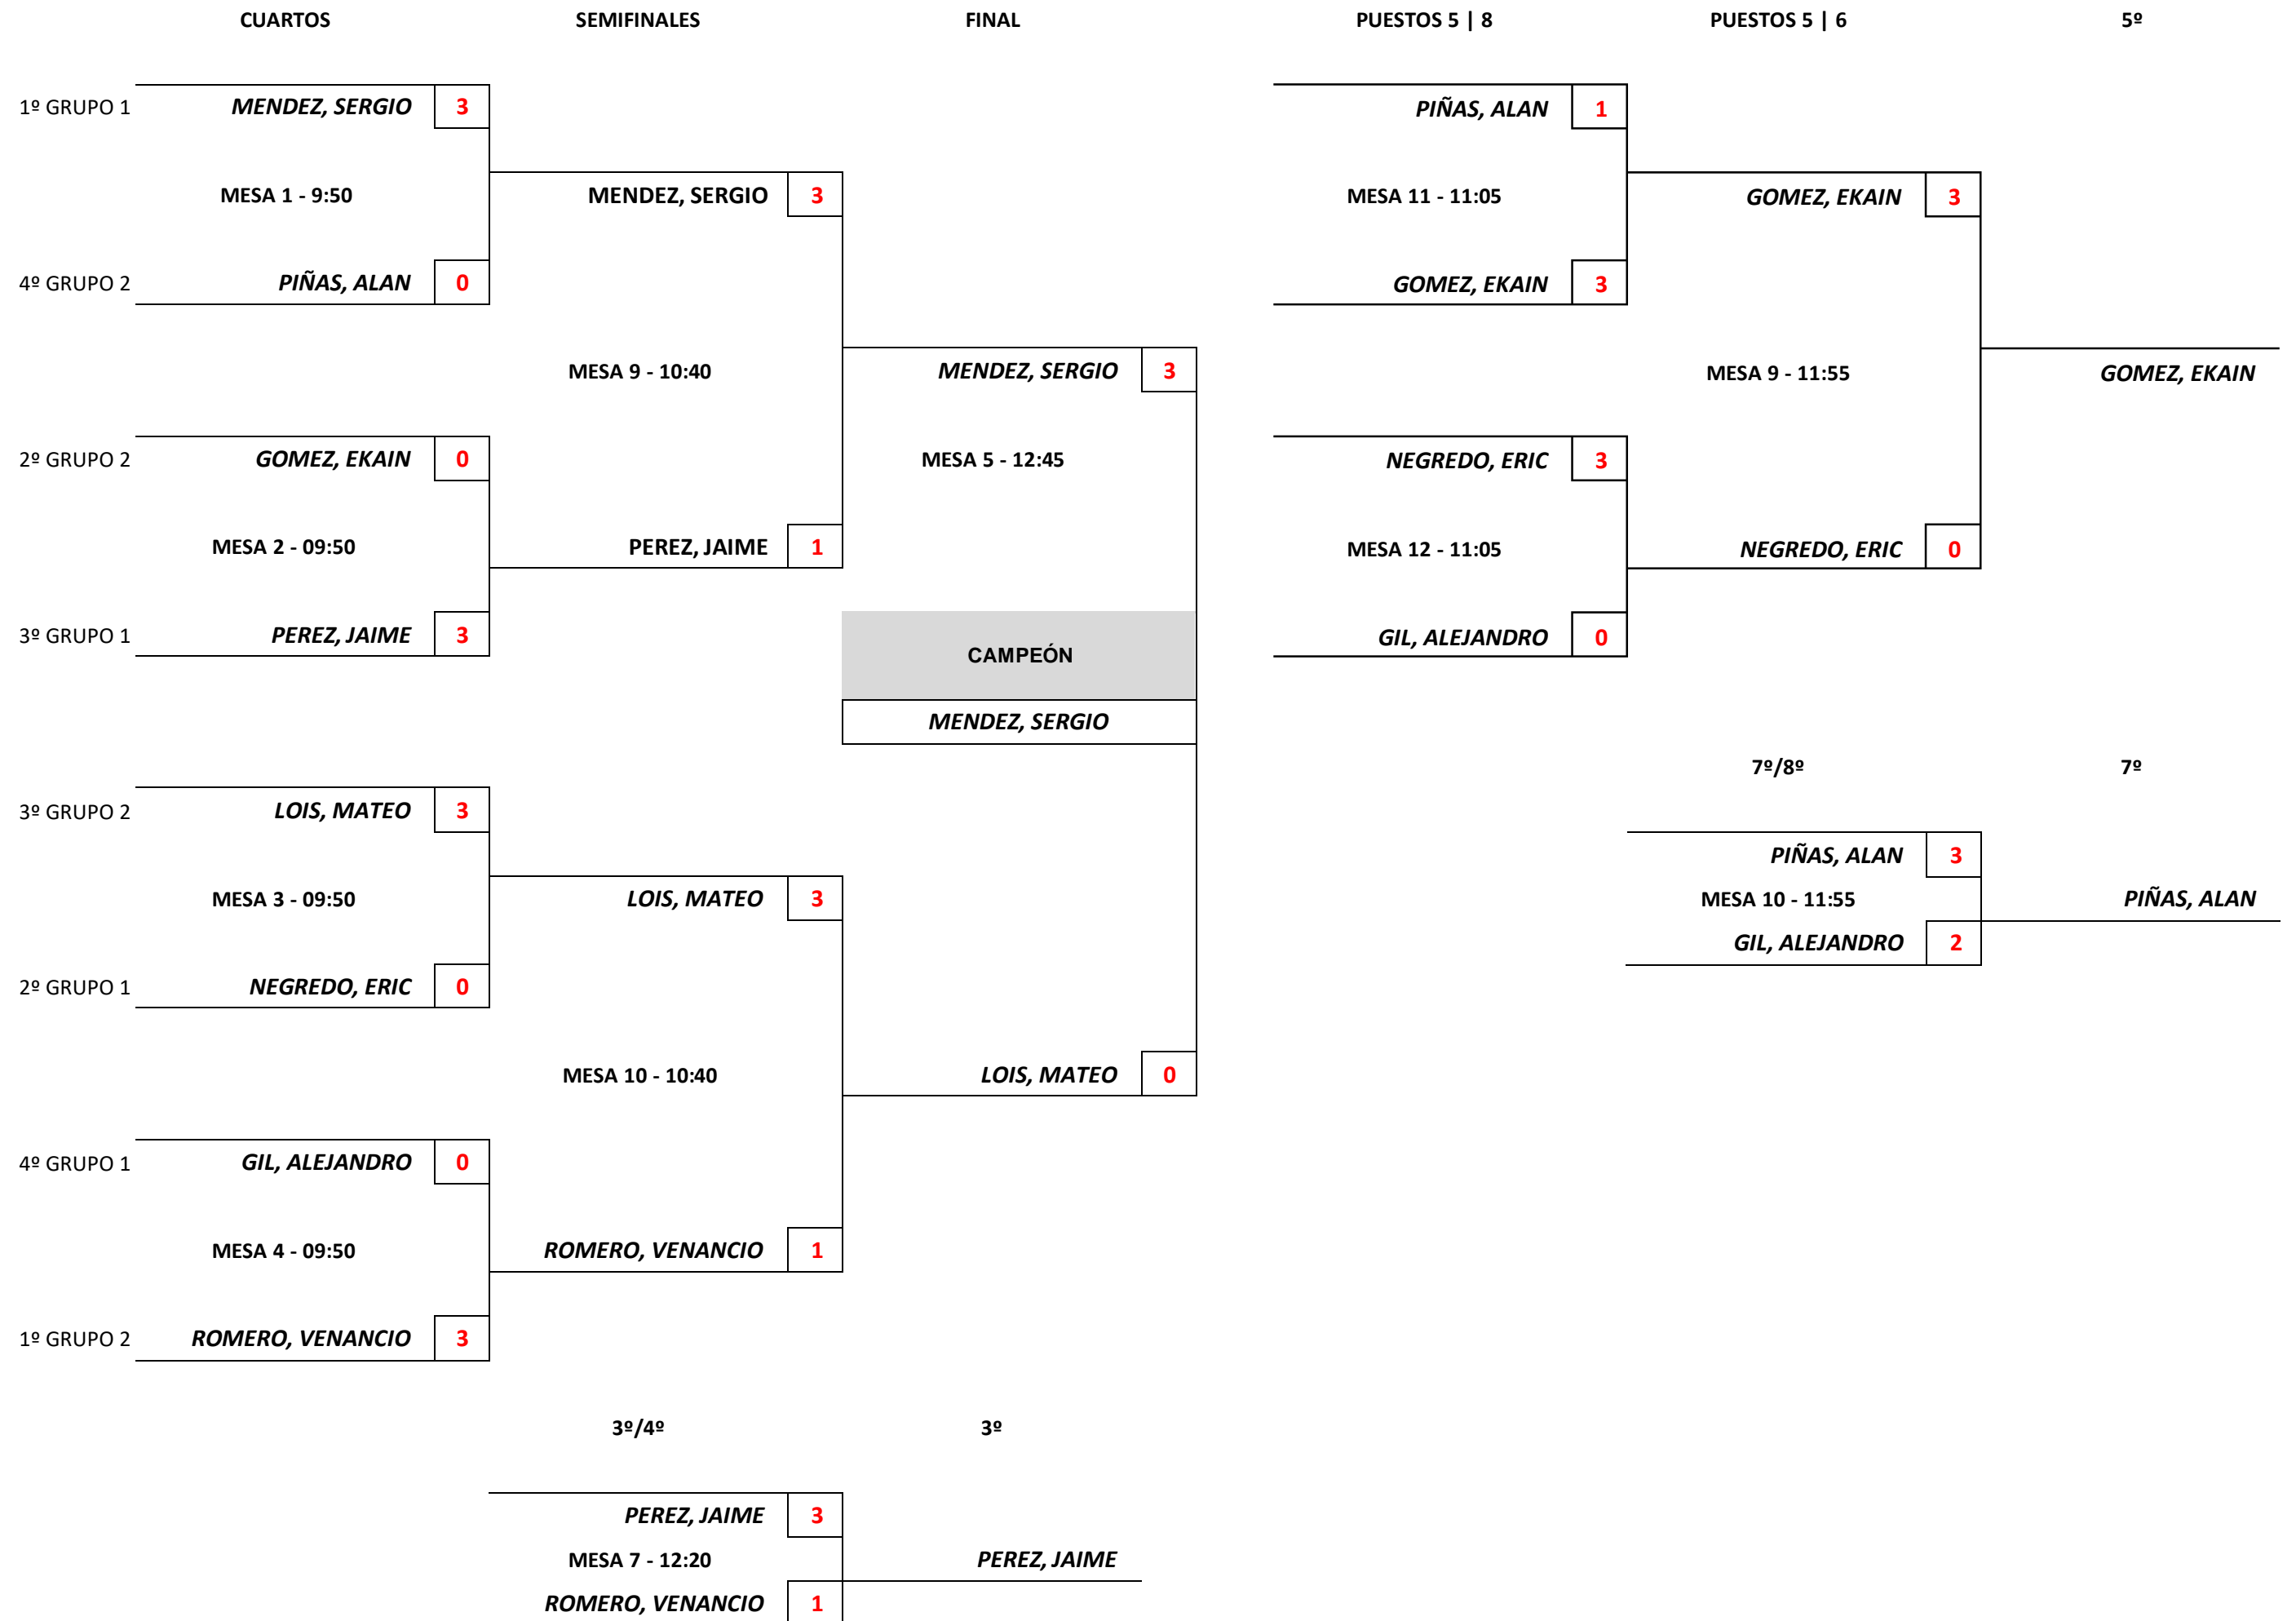 CUARTOS SEMIFINALES FINAL PUESTOS 5 | 8 PUESTOS 5 | 6 5º
1º GRUPO 1 MENDEZ, SERGIO 3 PIÑAS, ALAN 1
MESA 1 - 9:50 MENDEZ, SERGIO 3 MESA 11 - 11:05 GOMEZ, EKAIN 3
4º GRUPO 2 PIÑAS, ALAN 0 GOMEZ, EKAIN 3
MESA 9 - 10:40 MENDEZ, SERGIO 3 MESA 9 - 11:55 GOMEZ, EKAIN
2º GRUPO 2 GOMEZ, EKAIN 0 MESA 5 - 12:45 NEGREDO, ERIC 3
MESA 2 - 09:50 PEREZ, JAIME 1 MESA 12 - 11:05 NEGREDO, ERIC 0
3º GRUPO 1 PEREZ, JAIME 3 GIL, ALEJANDRO 0
CAMPEÓN
MENDEZ, SERGIO
7º/8º 7º
3º GRUPO 2 LOIS, MATEO 3
PIÑAS, ALAN 3
MESA 3 - 09:50 LOIS, MATEO 3 MESA 10 - 11:55 PIÑAS, ALAN
GIL, ALEJANDRO 2
2º GRUPO 1 NEGREDO, ERIC 0
MESA 10 - 10:40 LOIS, MATEO 0
4º GRUPO 1 GIL, ALEJANDRO 0
MESA 4 - 09:50 ROMERO, VENANCIO 1
1º GRUPO 2 ROMERO, VENANCIO 3
3º/4º 3º
PEREZ, JAIME 3
MESA 7 - 12:20 PEREZ, JAIME
ROMERO, VENANCIO 1